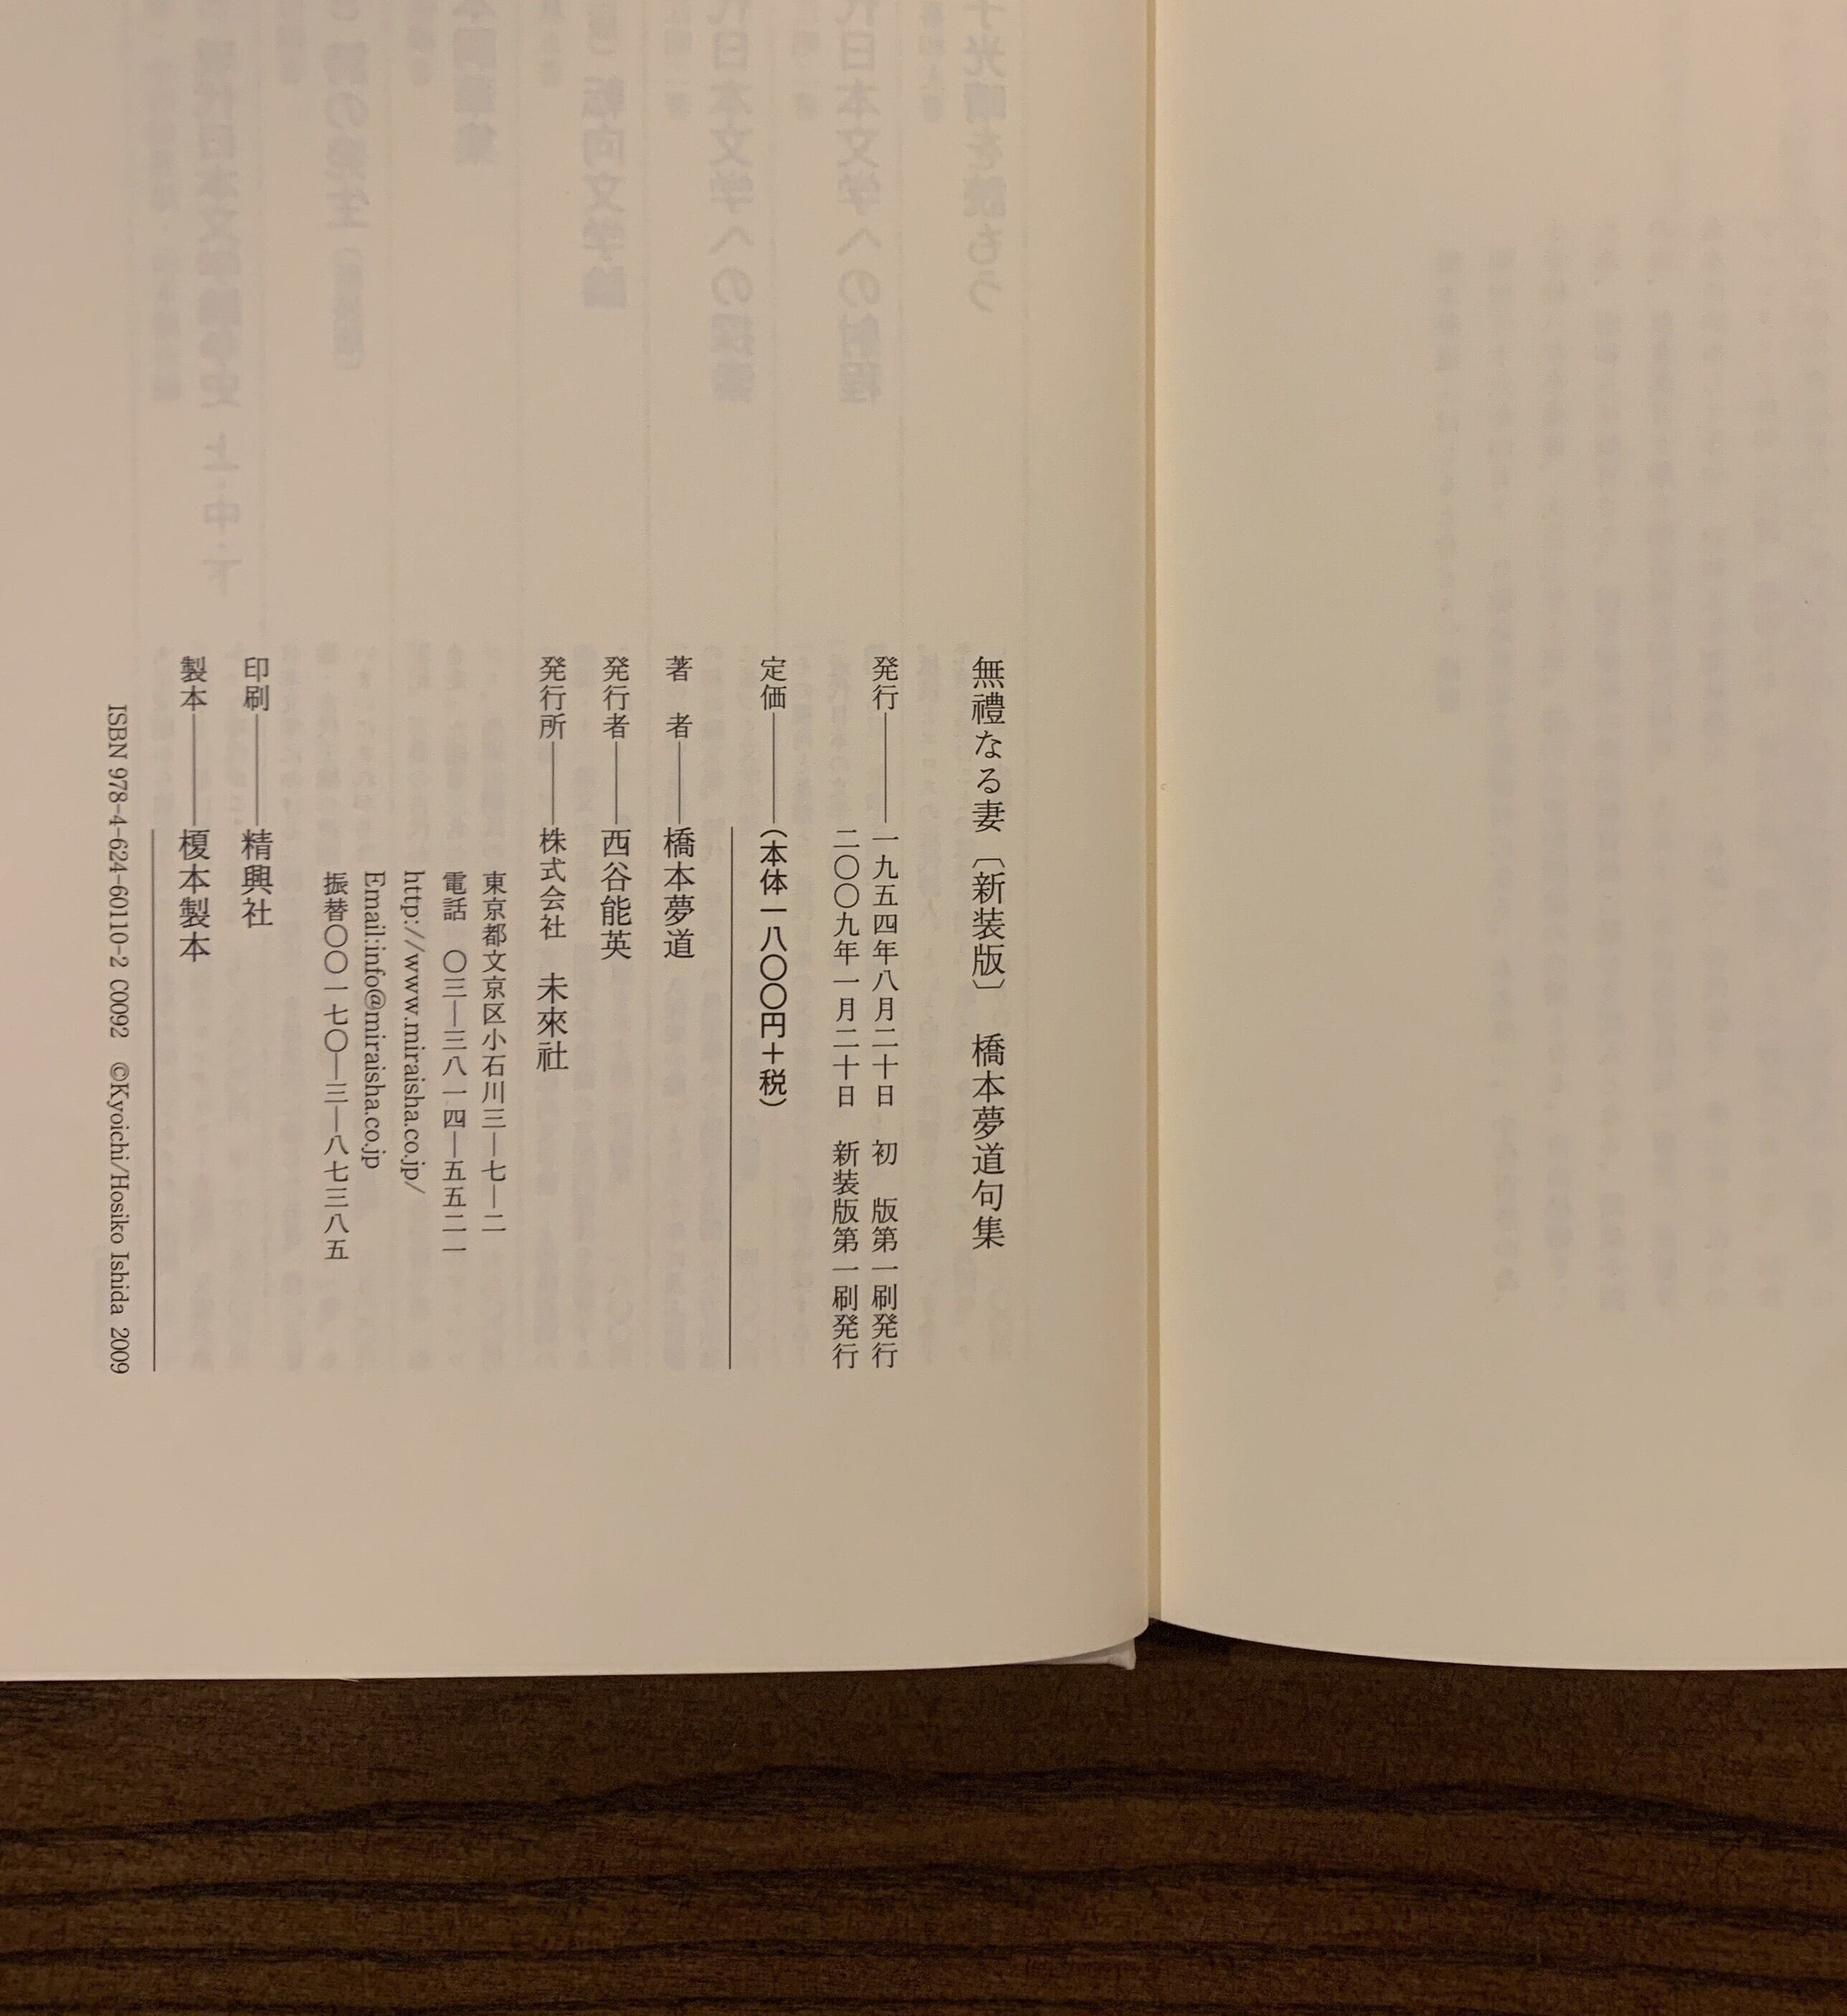 無禮なる妻〔新装版〕 橋本夢道句集
発行――――一九五四年八月二十日 初 版第一刷発行
二〇〇九年一月二十日 新装版第一刷発行
定価――――(本体一八〇〇円+税)
著 者―――橋本夢道
発行者―――西谷能英
発行所―――株式会社 未來社
東京都文京区小石川三―七―二
電話 〇三―三八一四―五五二一
http://www.miraisha.co.jp/
Email:info@miraisha.co.jp
振替〇〇一七〇―三―八七三八五
印刷――――精興社
製本――――榎本製本
ISBN 978-4-624-60110-2 C0092 ©Kyoichi/Hosiko Ishida 2009